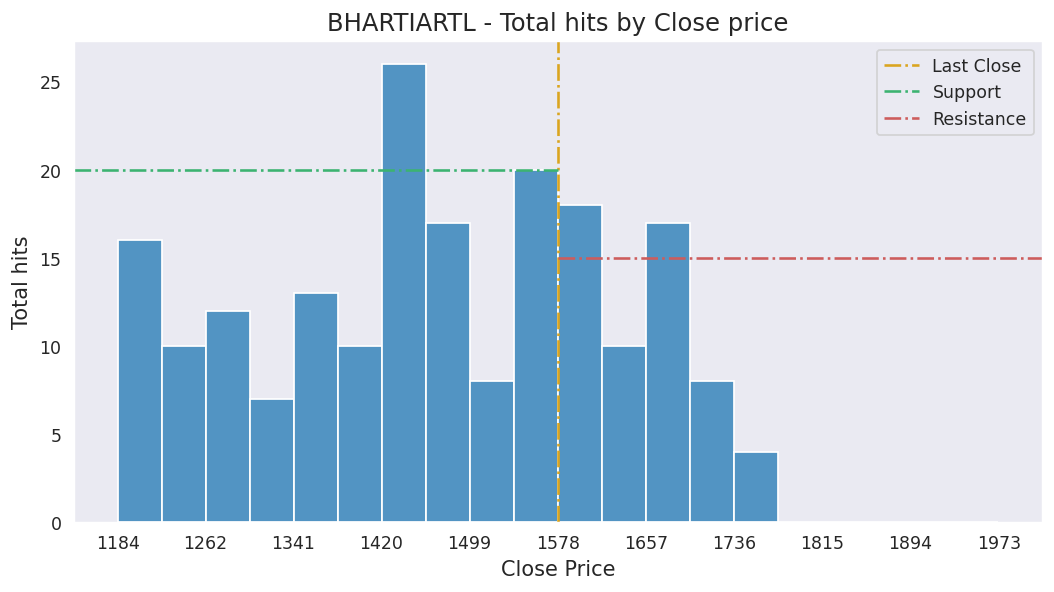 BHARTIARTL - Total hits by Close price
Last Close
Support
Resistance
Total hits
25
20
15
10
5
0
1184
1262
1341
1420
1499
1578
1657
1736
1815
1894
1973
Close Price